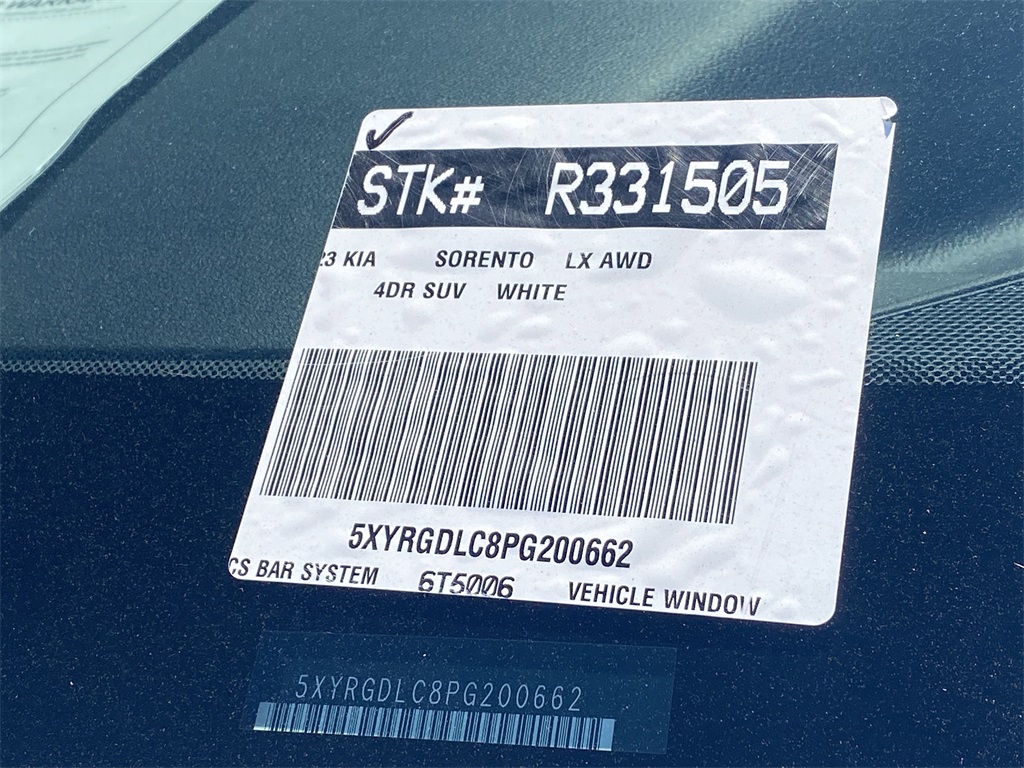 STK# R331505
23 KIA SORENTO LX AWD
4DR SUV WHITE
5XYRGDLC8PG200662
CS BAR SYSTEM 6T5006 VEHICLE WINDOW
5XYRGDLC8PG200662